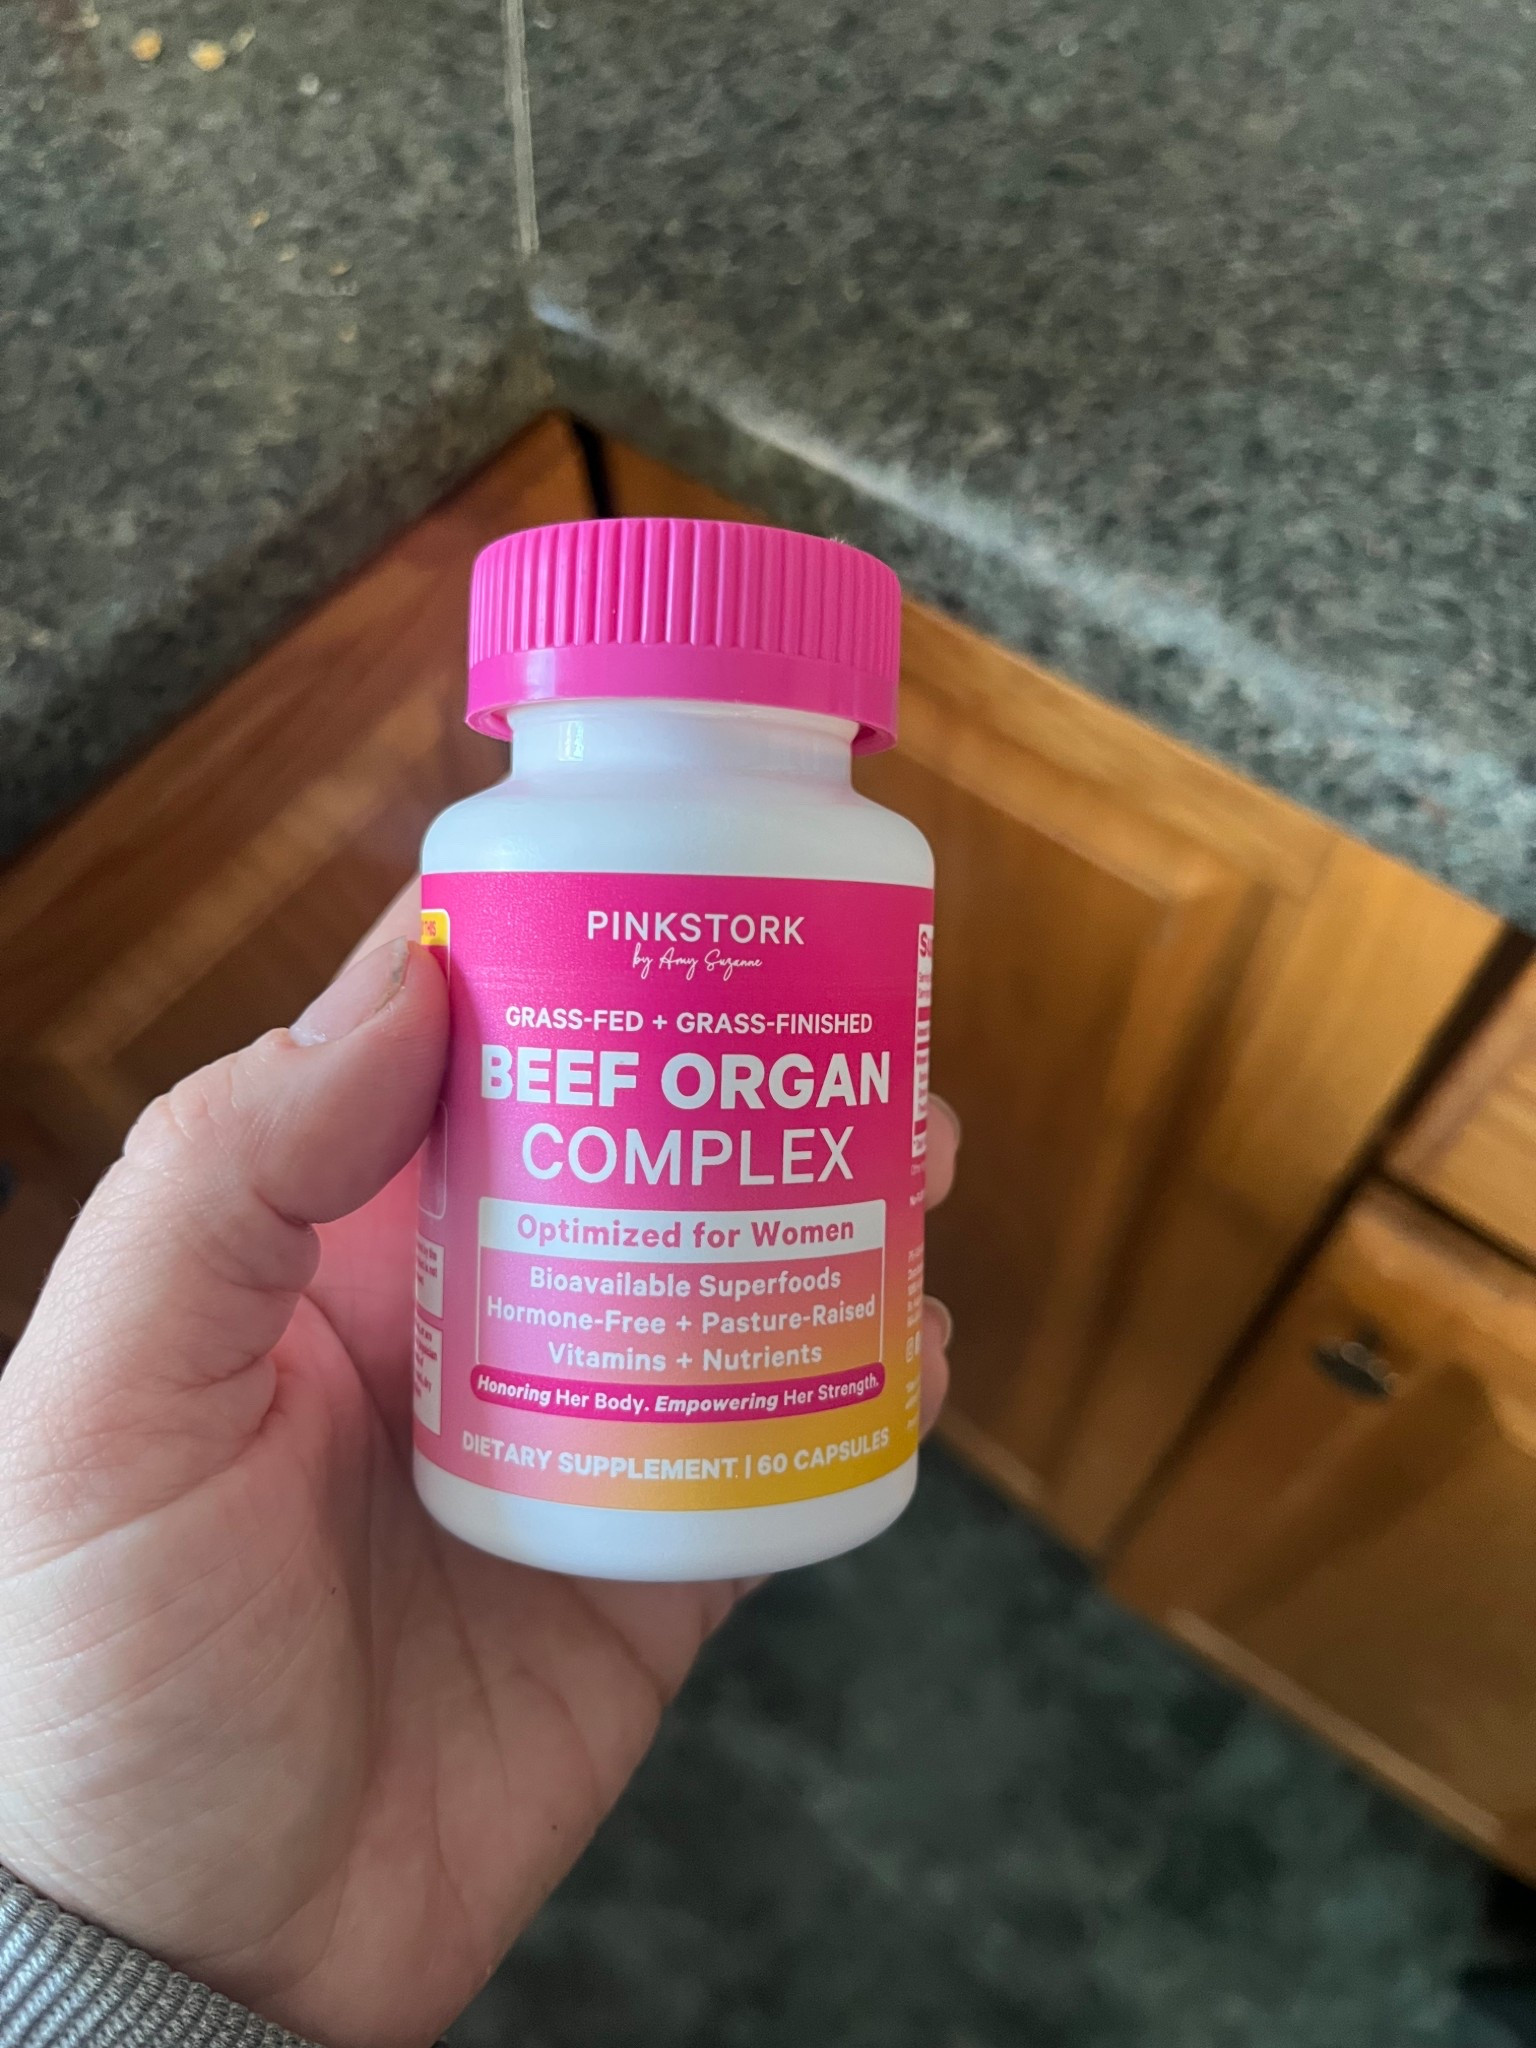 PINKSTORK
by Amy Suzanne
GRASS-FED + GRASS-FINISHED
BEEF ORGAN
COMPLEX
Optimized for Women
Bioavailable Superfoods
Hormone-Free + Pasture-Raised
Vitamins + Nutrients
Honoring Her Body. Empowering Her Strength.
DIETARY SUPPLEMENT | 60 CAPSULES